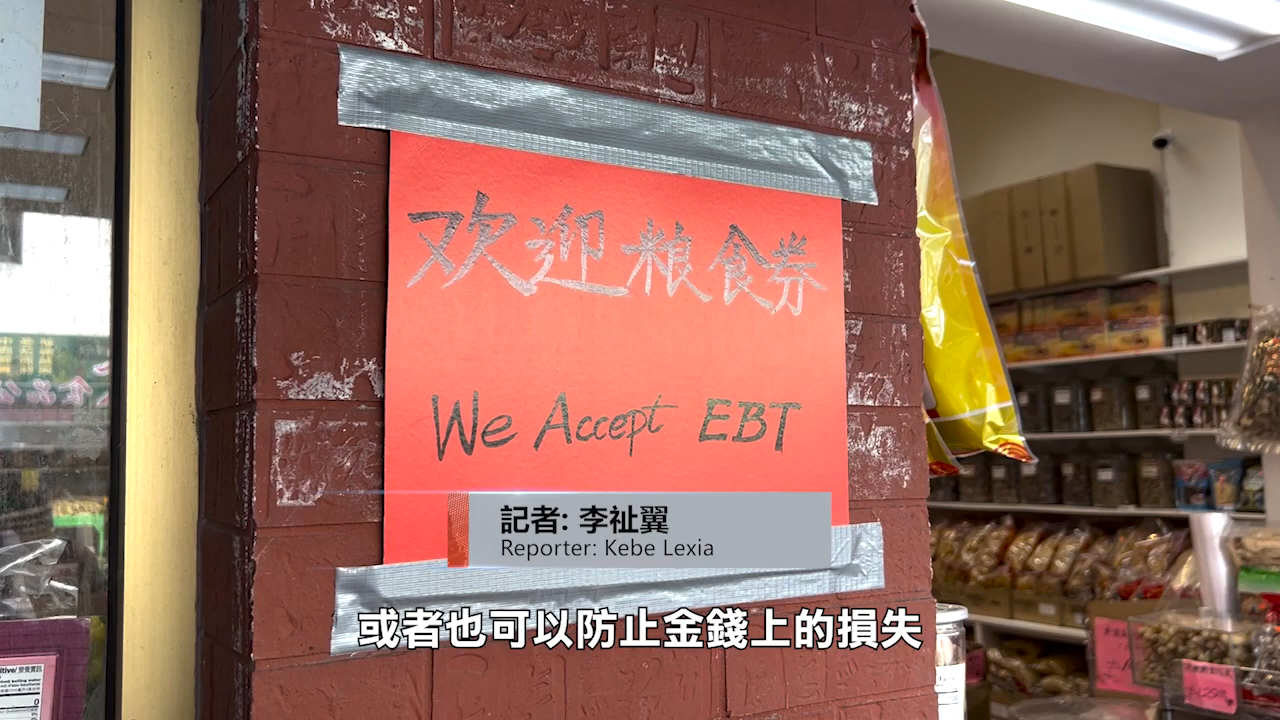 欢迎粮食券
We Accept EBT
記者: 李祉翼
Reporter: Kebe Lexia
或者也可以防止金錢上的損失